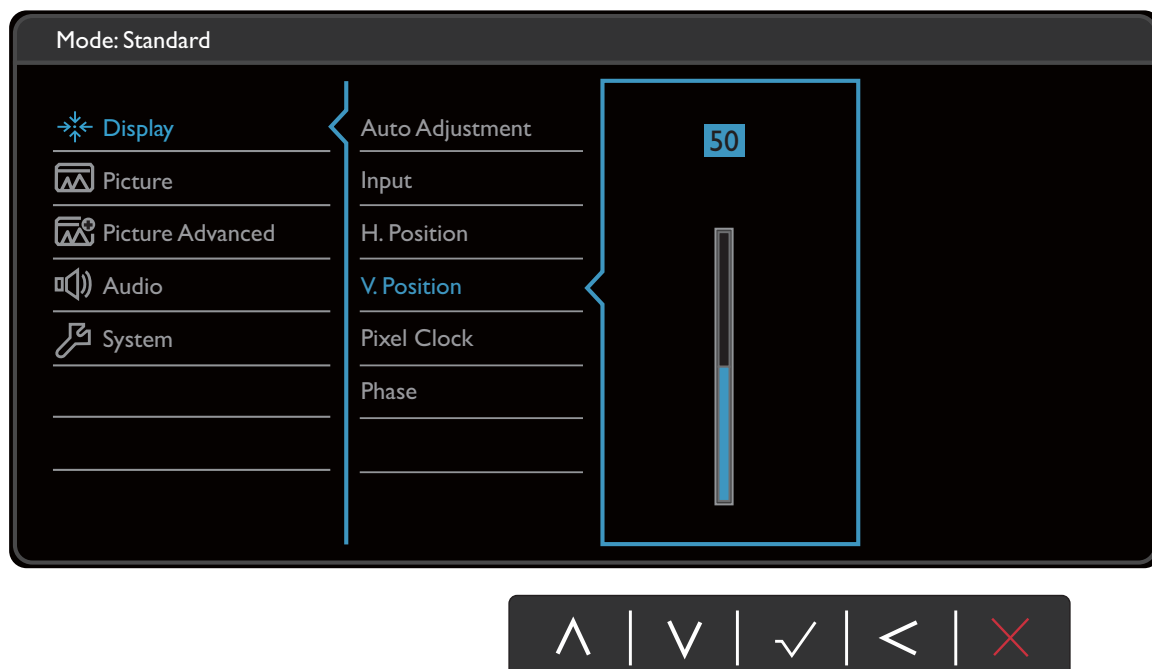 Mode: Standard
Display
Picture
Picture Advanced
Audio
System
Auto Adjustment
Input
H. Position
V. Position
Pixel Clock
Phase
50